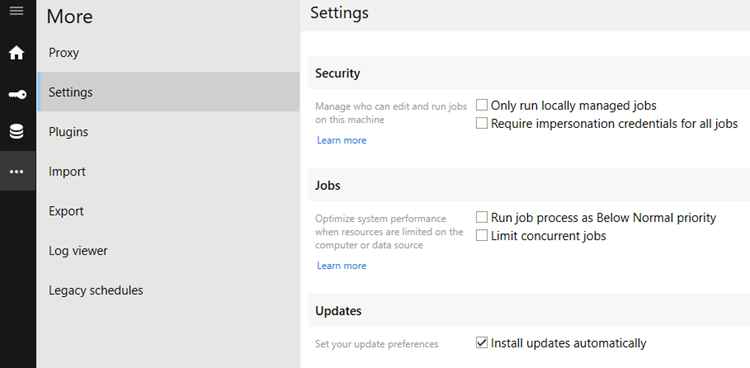 More
Proxy
Settings
Plugins
Import
Export
Log viewer
Legacy schedules
Settings
Security
Manage who can edit and run jobs
on this machine
Learn more
Only run locally managed jobs
Require impersonation credentials for all jobs
Jobs
Optimize system performance
when resources are limited on the
computer or data source
Learn more
Run job process as Below Normal priority
Limit concurrent jobs
Updates
Set your update preferences
Install updates automatically